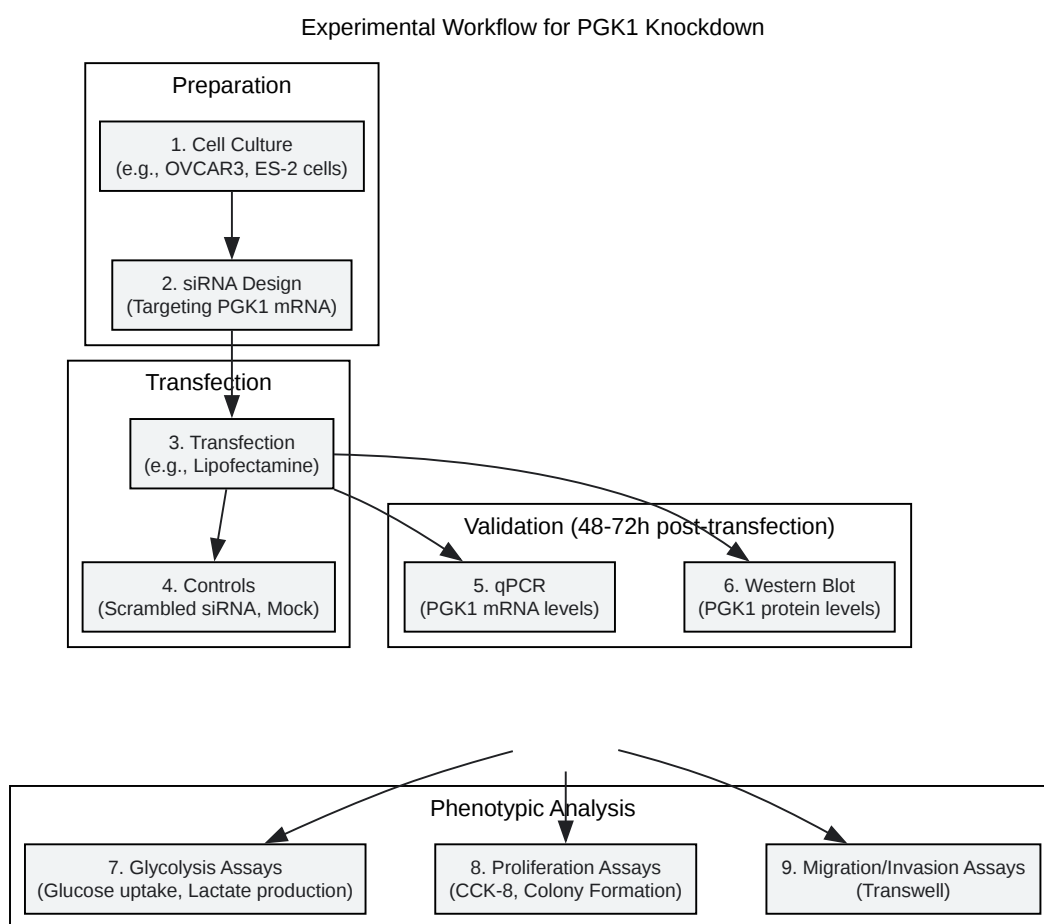 Experimental Workflow for PGK1 Knockdown
Preparation
1. Cell Culture
(e.g., OVCAR3, ES-2 cells)
2. siRNA Design
(Targeting PGK1 mRNA)
Transfection
3. Transfection
(e.g., Lipofectamine)
4. Controls
(Scrambled siRNA, Mock)
Validation (48-72h post-transfection)
5. qPCR
(PGK1 mRNA levels)
6. Western Blot
(PGK1 protein levels)
Phenotypic Analysis
7. Glycolysis Assays
(Glucose uptake, Lactate production)
8. Proliferation Assays
(CCK-8, Colony Formation)
9. Migration/Invasion Assays
(Transwell)